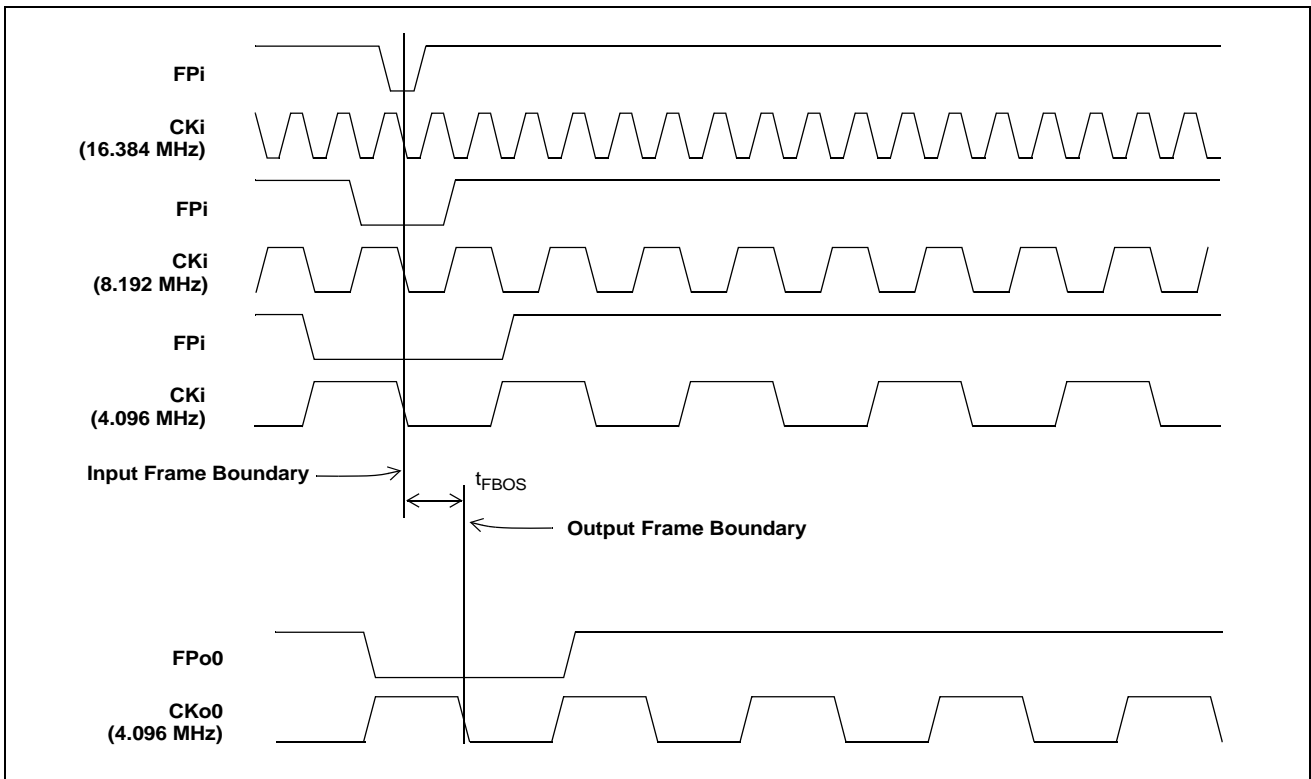 FPi
CKi
(16.384 MHz)
FPi
CKi
(8.192 MHz)
FPi
CKi
(4.096 MHz)
Input Frame Boundary
tFBOS
Output Frame Boundary
FPo0
CKo0
(4.096 MHz)